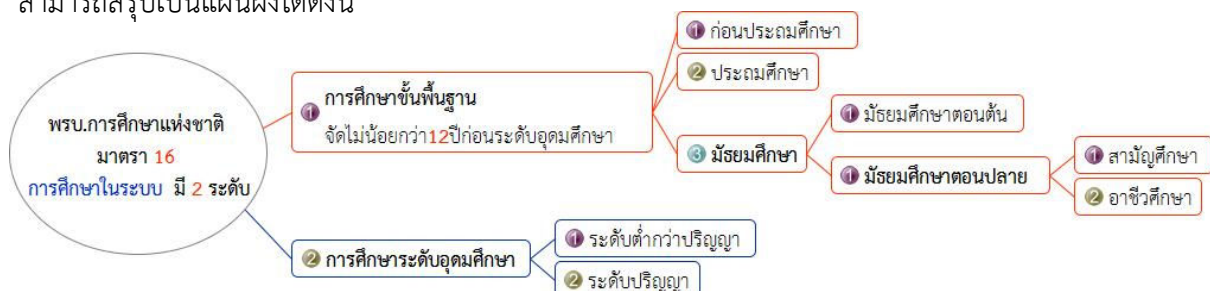 สามารถสรุปเป็นแผนผังได้ดังนี้
พรบ.การศึกษาแห่งชาติ
มาตรา 16
การศึกษาในระบบ มี 2 ระดับ
1 การศึกษาขั้นพื้นฐาน
จัดไม่น้อยกว่า12ปีก่อนระดับอุดมศึกษา
1 ก่อนประถมศึกษา
2 ประถมศึกษา
3 มัธยมศึกษา
1 มัธยมศึกษาตอนต้น
1 มัธยมศึกษาตอนปลาย
1 สามัญศึกษา
2 อาชีวศึกษา
2 การศึกษาระดับอุดมศึกษา
1 ระดับต่ำกว่าปริญญา
2 ระดับปริญญา